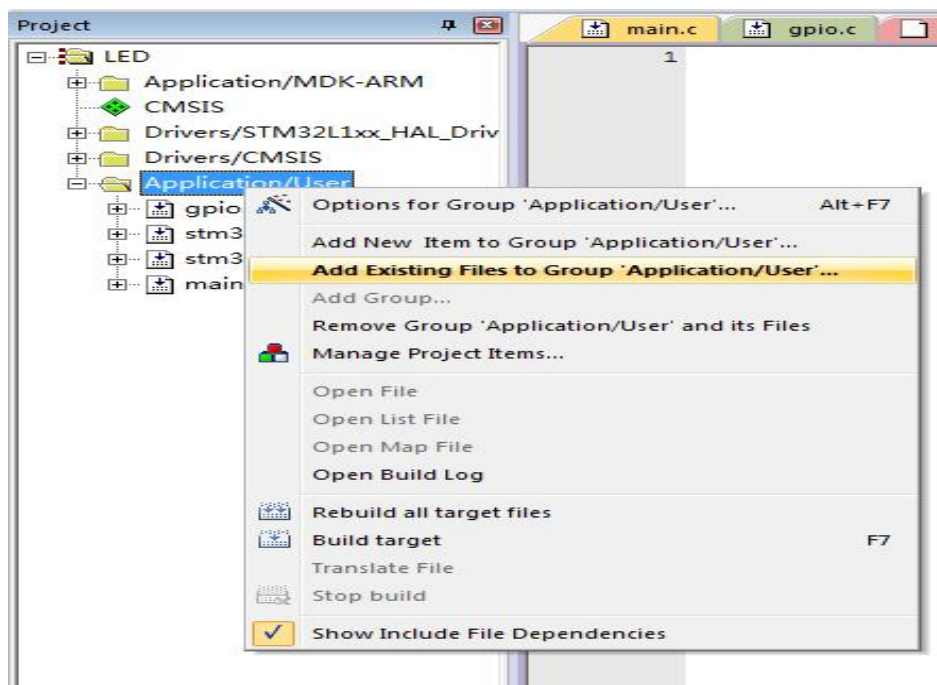 Project
main.c
gpio.c
LED
1
Application/MDK-ARM
CMSIS
Drivers/STM32L1xx_HAL_Driv
Drivers/CMSIS
Application/User
gpio
stm3
stm3
main
Options for Group 'Application/User'... Alt+F7
Add New Item to Group 'Application/User'...
Add Existing Files to Group 'Application/User'...
Add Group...
Remove Group 'Application/User' and its Files
Manage Project Items...
Open File
Open List File
Open Map File
Open Build Log
Rebuild all target files
Build target F7
Translate File
Stop build
Show Include File Dependencies